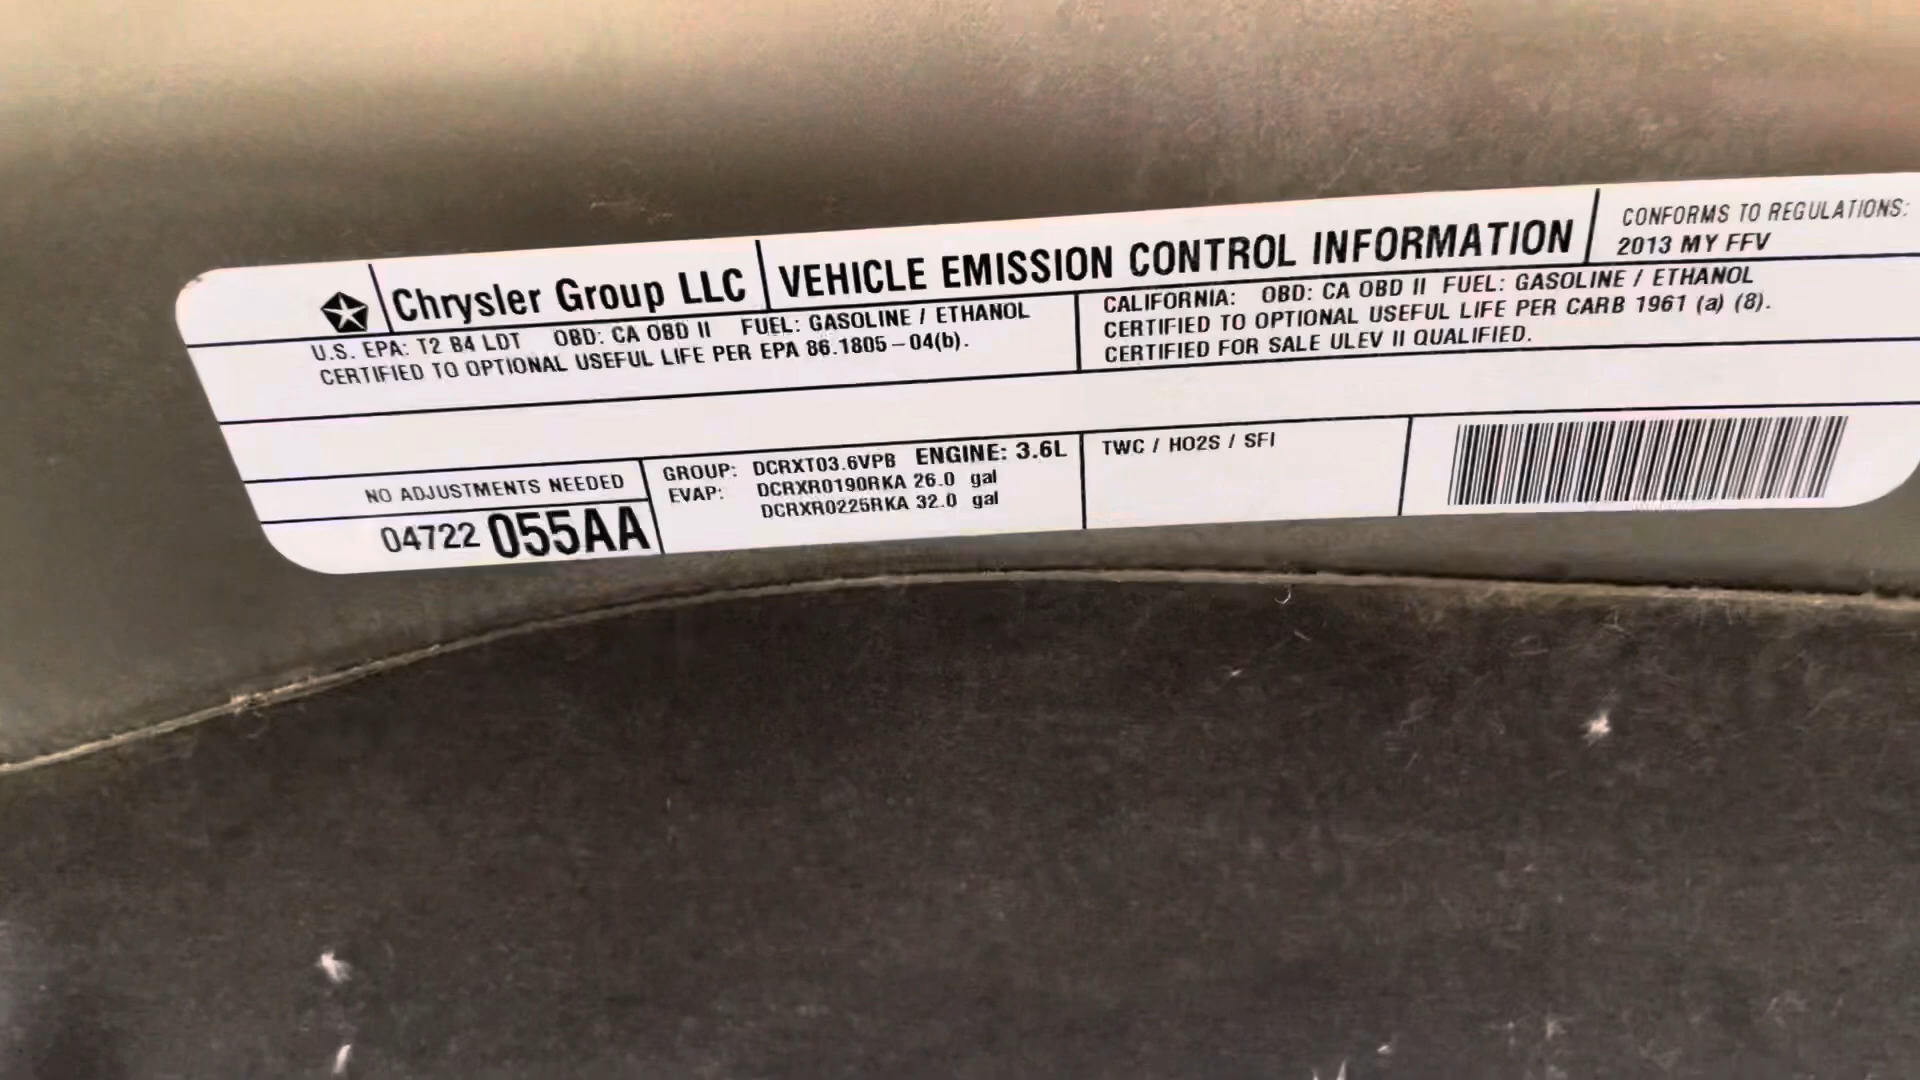 Chrysler Group LLC
VEHICLE EMISSION CONTROL INFORMATION
CONFORMS TO REGULATIONS:
2013 MY FFV
U.S. EPA: T2 B4 LDT OBD: CA OBD II FUEL: GASOLINE / ETHANOL
CERTIFIED TO OPTIONAL USEFUL LIFE PER EPA 86.1805-04(b).
CALIFORNIA: OBD: CA OBD II FUEL: GASOLINE / ETHANOL
CERTIFIED TO OPTIONAL USEFUL LIFE PER CARB 1961 (a) (8).
CERTIFIED FOR SALE ULEV II QUALIFIED.
NO ADJUSTMENTS NEEDED
04722 055AA
GROUP: DCRXT03.6VPB ENGINE: 3.6L
EVAP: DCRXR0190RKA 26.0 gal
DCRXR0225RKA 32.0 gal
TWC / HO2S / SFI